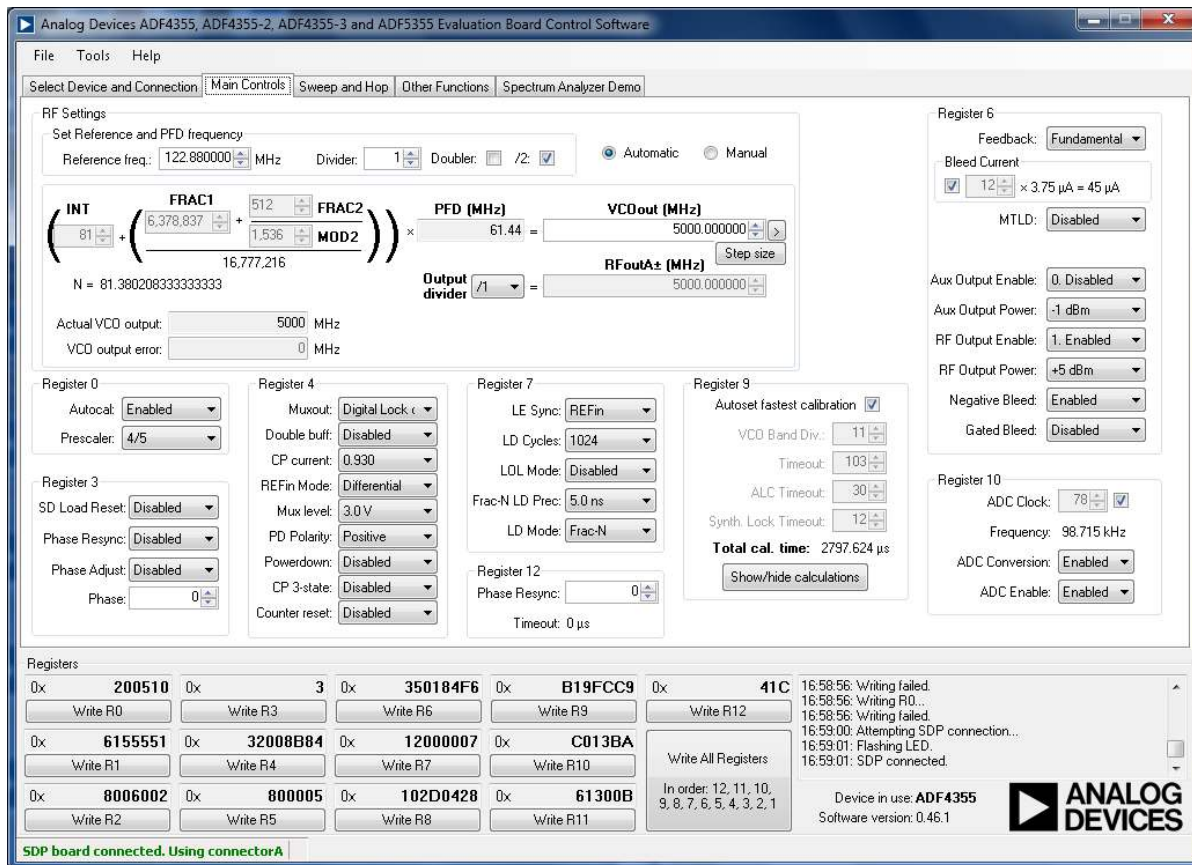 Analog Devices ADF4355, ADF4355-2, ADF4355-3 and ADF5355 Evaluation Board Control Software
File Tools Help
Select Device and Connection Main Controls Sweep and Hop Other Functions Spectrum Analyzer Demo
RF Settings
Set Reference and PFD frequency
Reference freq.: 122.880000 MHz Divider: 1 Doubler: /2:
Automatic Manual
INT
81
+
FRAC1
6,378,837
+
512 FRAC2
1,536 MOD2
16,777,216
×
PFD (MHz)
61.44
=
VCOout (MHz)
5000.000000 >
Step size
N = 81.380208333333333
Output divider /1 =
RFoutA± (MHz)
5000.000000
Actual VCO output: 5000 MHz
VCO output error: 0 MHz
Register 0
Autocal: Enabled
Prescaler: 4/5
Register 3
SD Load Reset: Disabled
Phase Resync: Disabled
Phase Adjust: Disabled
Phase: 0
Register 4
Muxout: Digital Lock
Double buff: Disabled
CP current: 0.930
REFin Mode: Differential
Mux level: 3.0 V
PD Polarity: Positive
Powerdown: Disabled
CP 3-state: Disabled
Counter reset: Disabled
Register 7
LE Sync: REFin
LD Cycles: 1024
LOL Mode: Disabled
Frac-N LD Prec: 5.0 ns
LD Mode: Frac-N
Register 12
Phase Resync: 0
Timeout: 0 µs
Register 9
Autoset fastest calibration
VCO Band Div.: 11
Timeout: 103
ALC Timeout: 30
Synth. Lock Timeout: 12
Total cal. time: 2797.624 µs
Show/hide calculations
Register 6
Feedback: Fundamental
Bleed Current
12 × 3.75 µA = 45 µA
MTLD: Disabled
Aux Output Enable: 0. Disabled
Aux Output Power: -1 dBm
RF Output Enable: 1. Enabled
RF Output Power: +5 dBm
Negative Bleed: Enabled
Gated Bleed: Disabled
Register 10
ADC Clock: 78
Frequency: 98.715 kHz
ADC Conversion: Enabled
ADC Enable: Enabled
Registers
0x 200510 0x 3 0x 350184F6 0x B19FCC9 0x 41C
Write R0 Write R3 Write R6 Write R9 Write R12
0x 6155551 0x 32008B84 0x 12000007 0x C013BA
Write R1 Write R4 Write R7 Write R10
0x 8006002 0x 800005 0x 102D0428 0x 61300B
Write R2 Write R5 Write R8 Write R11
Write All Registers
In order: 12, 11, 10,
9, 8, 7, 6, 5, 4, 3, 2, 1
16:58:56: Writing failed.
16:58:56: Writing R0...
16:58:56: Writing failed.
16:59:00: Attempting SDP connection...
16:59:01: Flashing LED.
16:59:01: SDP connected.
Device in use: ADF4355
Software version: 0.46.1
ANALOG
DEVICES
SDP board connected. Using connectorA